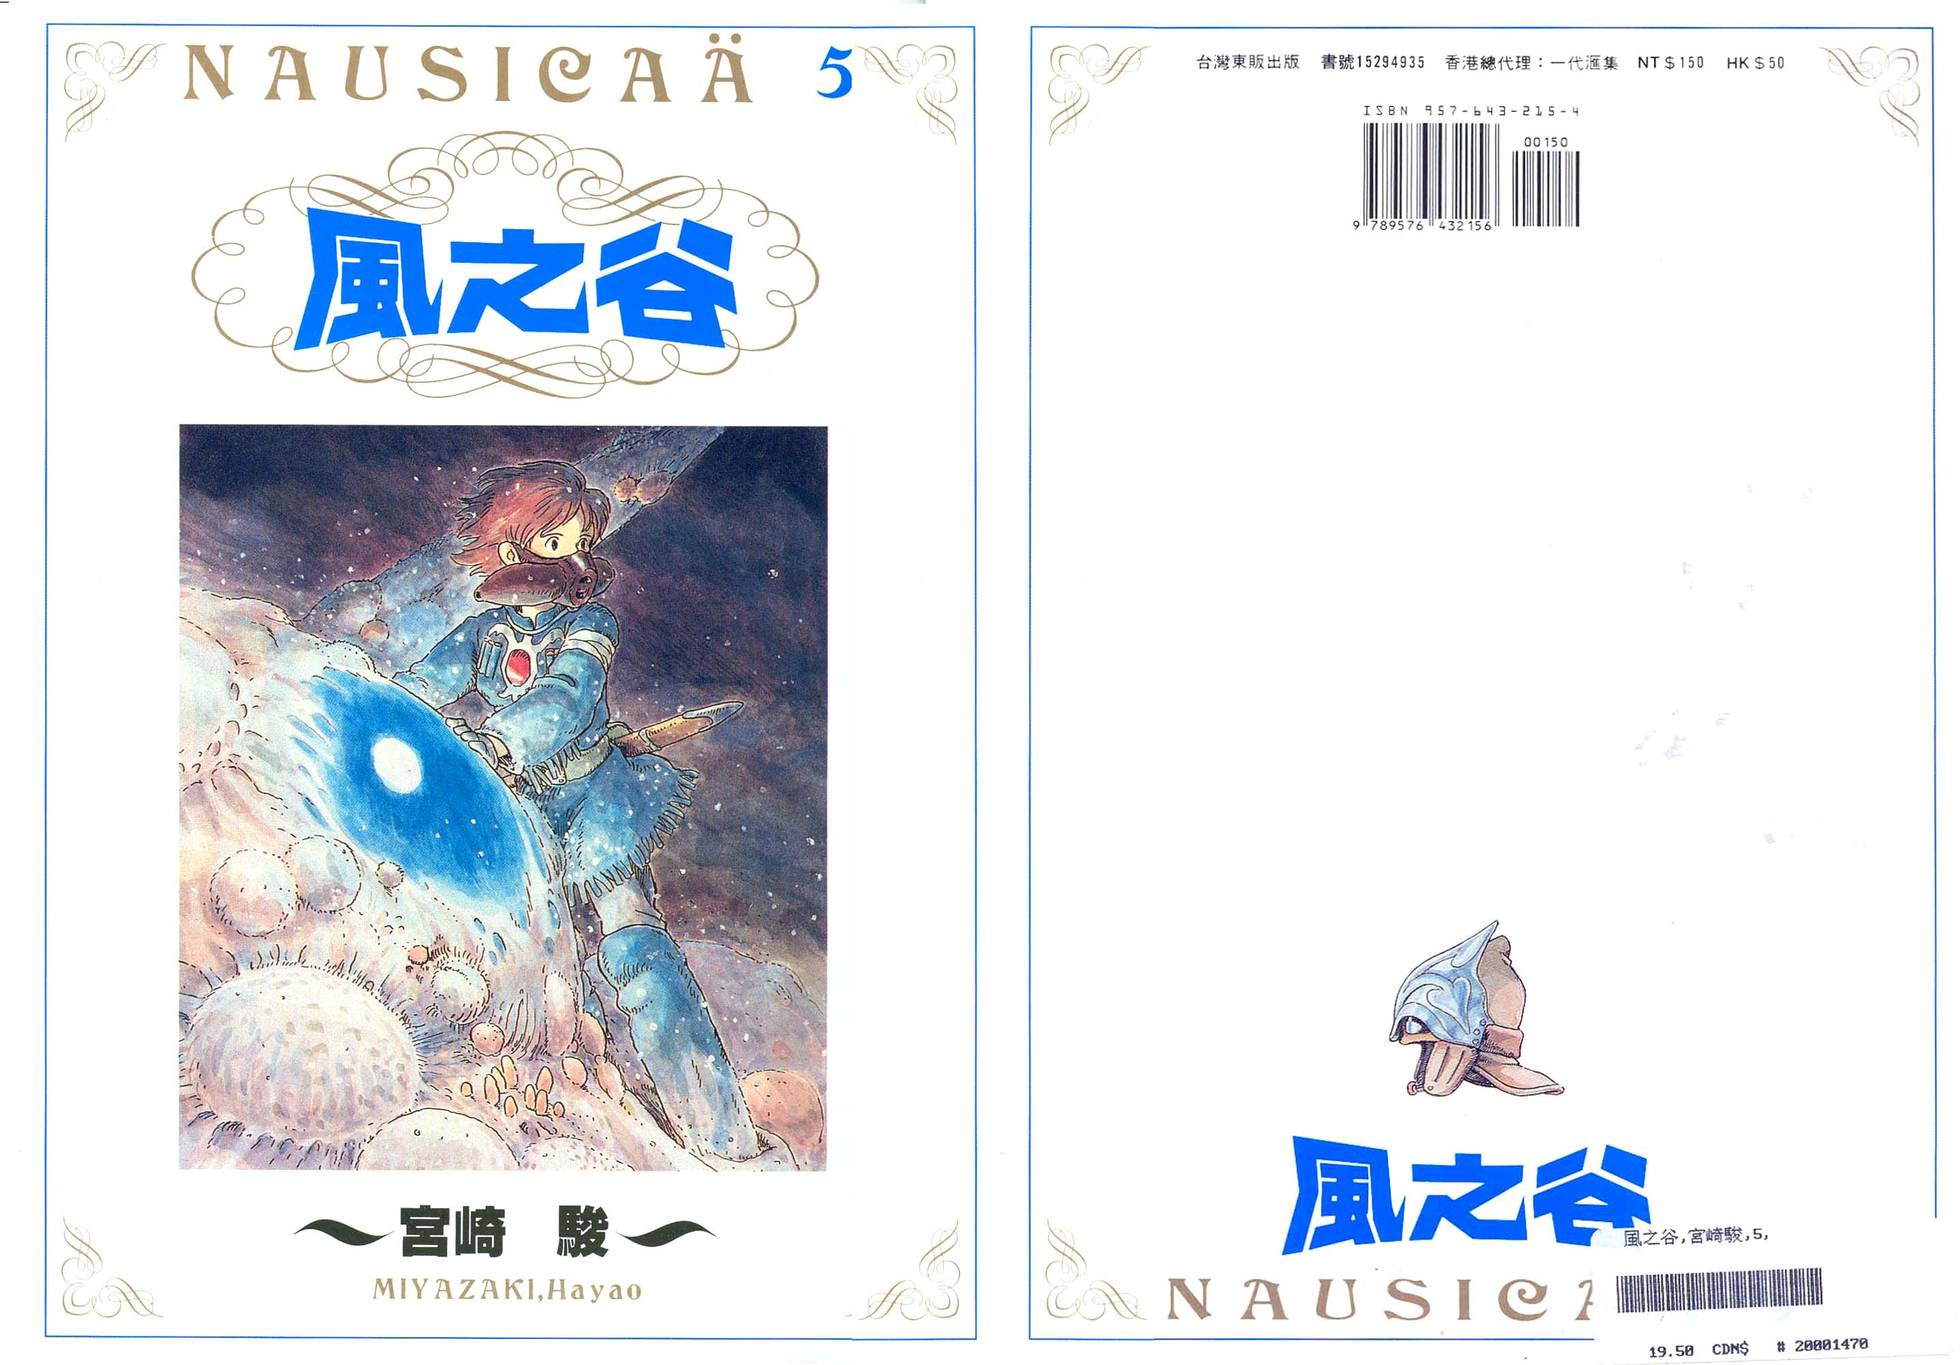 NAUSICAÄ 5
風之谷
宮崎 駿
MIYAZAKI,Hayao
台灣東販出版 書號15294935 香港總代理：一代滙集 NT＄150 HK＄50
ISBN 957-643-215-4
00150
9 789576 432156
風之谷
風之谷,宮崎駿,5,
NAUSICA
19.50 CDN$ # 20001470